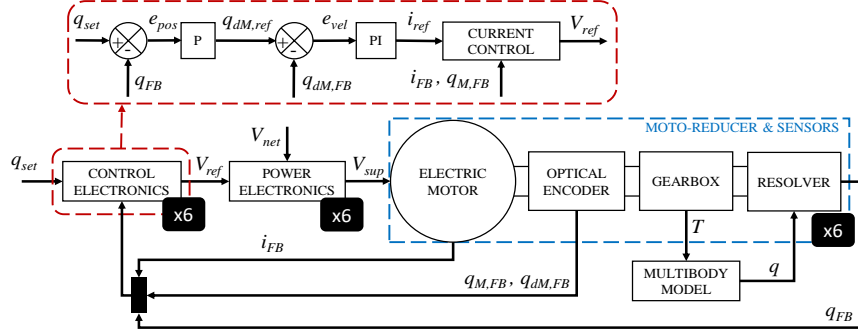 q_set
e_pos
P
q_dM,ref
e_vel
PI
i_ref
CURRENT
CONTROL
V_ref
+
-
+
-
q_FB
q_dM,FB
i_FB, q_M,FB
MOTO-REDUCER & SENSORS
V_net
q_set
CONTROL
ELECTRONICS
V_ref
POWER
ELECTRONICS
V_sup
ELECTRIC
MOTOR
OPTICAL
ENCODER
GEARBOX
RESOLVER
x6
x6
x6
T
i_FB
MULTIBODY
MODEL
q
q_M,FB, q_dM,FB
q_FB